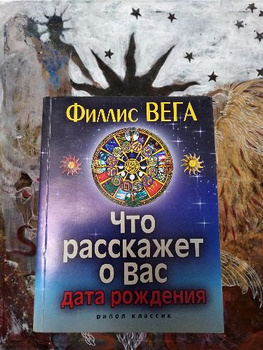 Филлис ВЕГА
Что
расскажет
о Вас
дата рождения
рипол классик